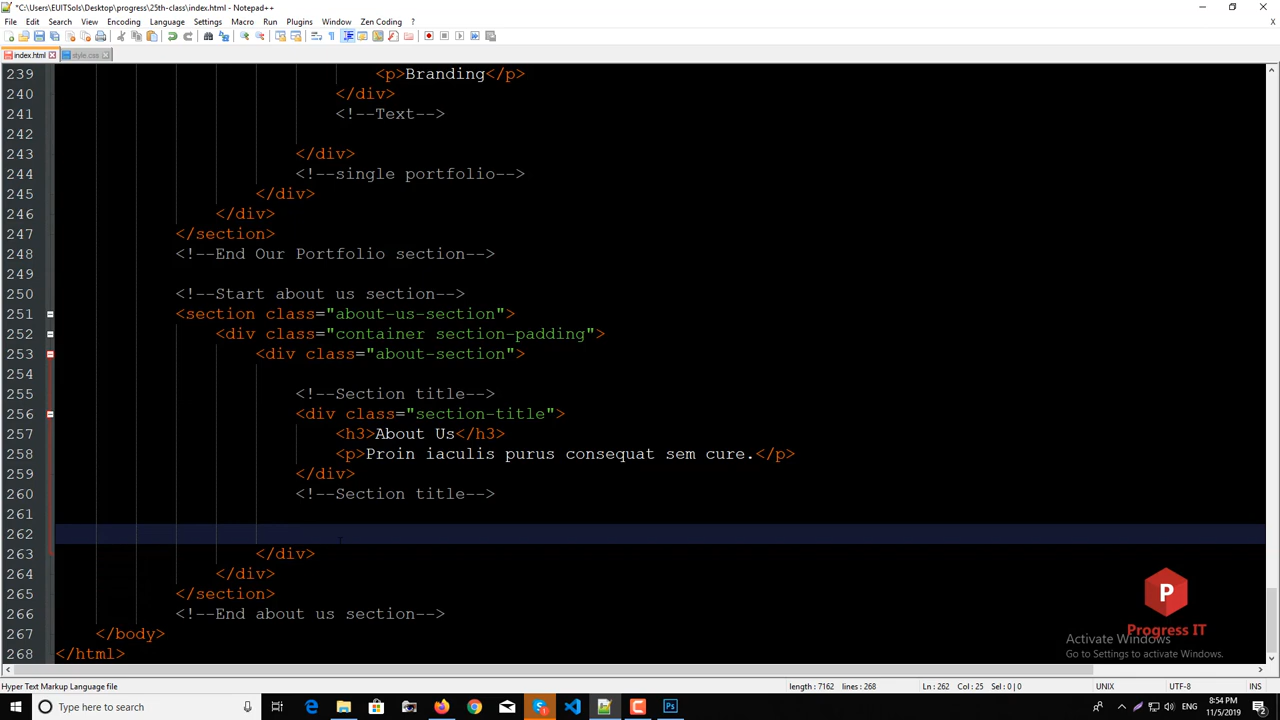 *C:\Users\EUITSols\Desktop\progress\25th-class\index.html - Notepad++
File Edit Search View Encoding Language Settings Macro Run Plugins Window Zen Coding ?
index.html style.css
239 <p>Branding</p>
240 </div>
241 <!--Text-->
242
243 </div>
244 <!--single portfolio-->
245 </div>
246 </div>
247 </section>
248 <!--End Our Portfolio section-->
249
250 <!--Start about us section-->
251 <section class="about-us-section">
252 <div class="container section-padding">
253 <div class="about-section">
254
255 <!--Section title-->
256 <div class="section-title">
257 <h3>About Us</h3>
258 <p>Proin iaculis purus consequat sem cure.</p>
259 </div>
260 <!--Section title-->
261
262
263 </div>
264 </div>
265 </section>
266 <!--End about us section-->
267 </body>
268 </html>
P
Progress IT
Activate Windows
Go to Settings to activate Windows.
Hyper Text Markup Language file length : 7162 lines : 268 Ln : 262 Col : 25 Sel : 0 | 0 UNIX UTF-8 INS
Type here to search
ENG
8:54 PM
11/5/2019
2